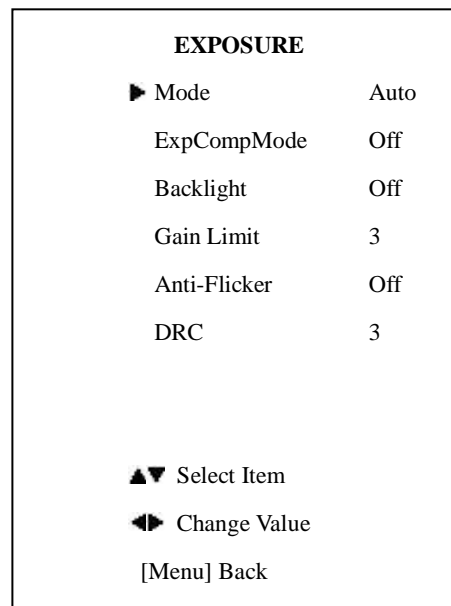 EXPOSURE
▶ Mode Auto
ExpCompMode Off
Backlight Off
Gain Limit 3
Anti-Flicker Off
DRC 3
▲▼ Select Item
◀▶ Change Value
[Menu] Back